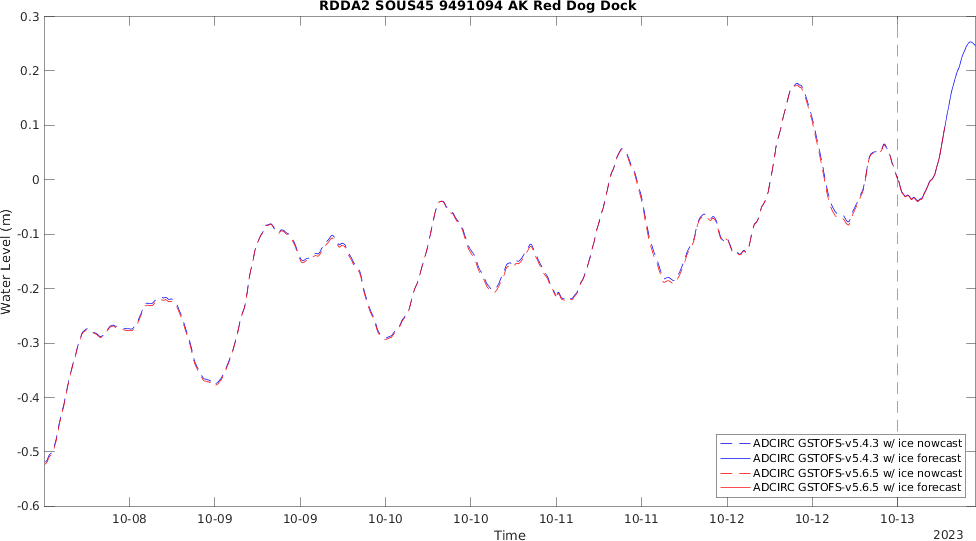 RDDA2 SOUS45 9491094 AK Red Dog Dock
0.3
0.2
0.1
0
-0.1
-0.2
-0.3
-0.4
-0.5
-0.6
Water Level (m)
ADCIRC GSTOFS-v5.4.3 w/ ice nowcast
ADCIRC GSTOFS-v5.4.3 w/ ice forecast
ADCIRC GSTOFS-v5.6.5 w/ ice nowcast
ADCIRC GSTOFS-v5.6.5 w/ ice forecast
10-08 10-09 10-09 10-10 10-10 10-11 10-11 10-12 10-12 10-13
Time
2023